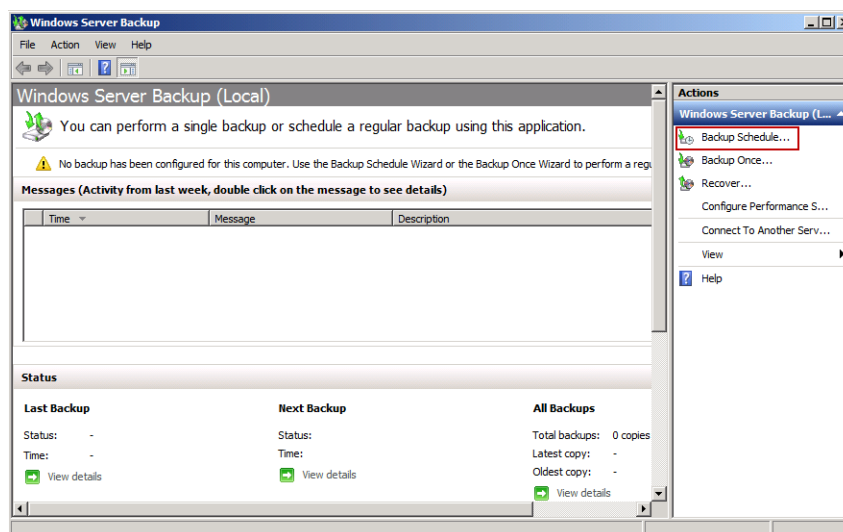 Windows Server Backup
File Action View Help
Windows Server Backup (Local)
You can perform a single backup or schedule a regular backup using this application.
No backup has been configured for this computer. Use the Backup Schedule Wizard or the Backup Once Wizard to perform a regu
Messages (Activity from last week, double click on the message to see details)
Time Message Description
Status
Last Backup Next Backup All Backups
Status: - Status: Total backups: 0 copies
Time: - Time: Latest copy: -
View details View details Oldest copy: -
View details
Actions
Windows Server Backup (L...
Backup Schedule...
Backup Once...
Recover...
Configure Performance S...
Connect To Another Serv...
View
Help